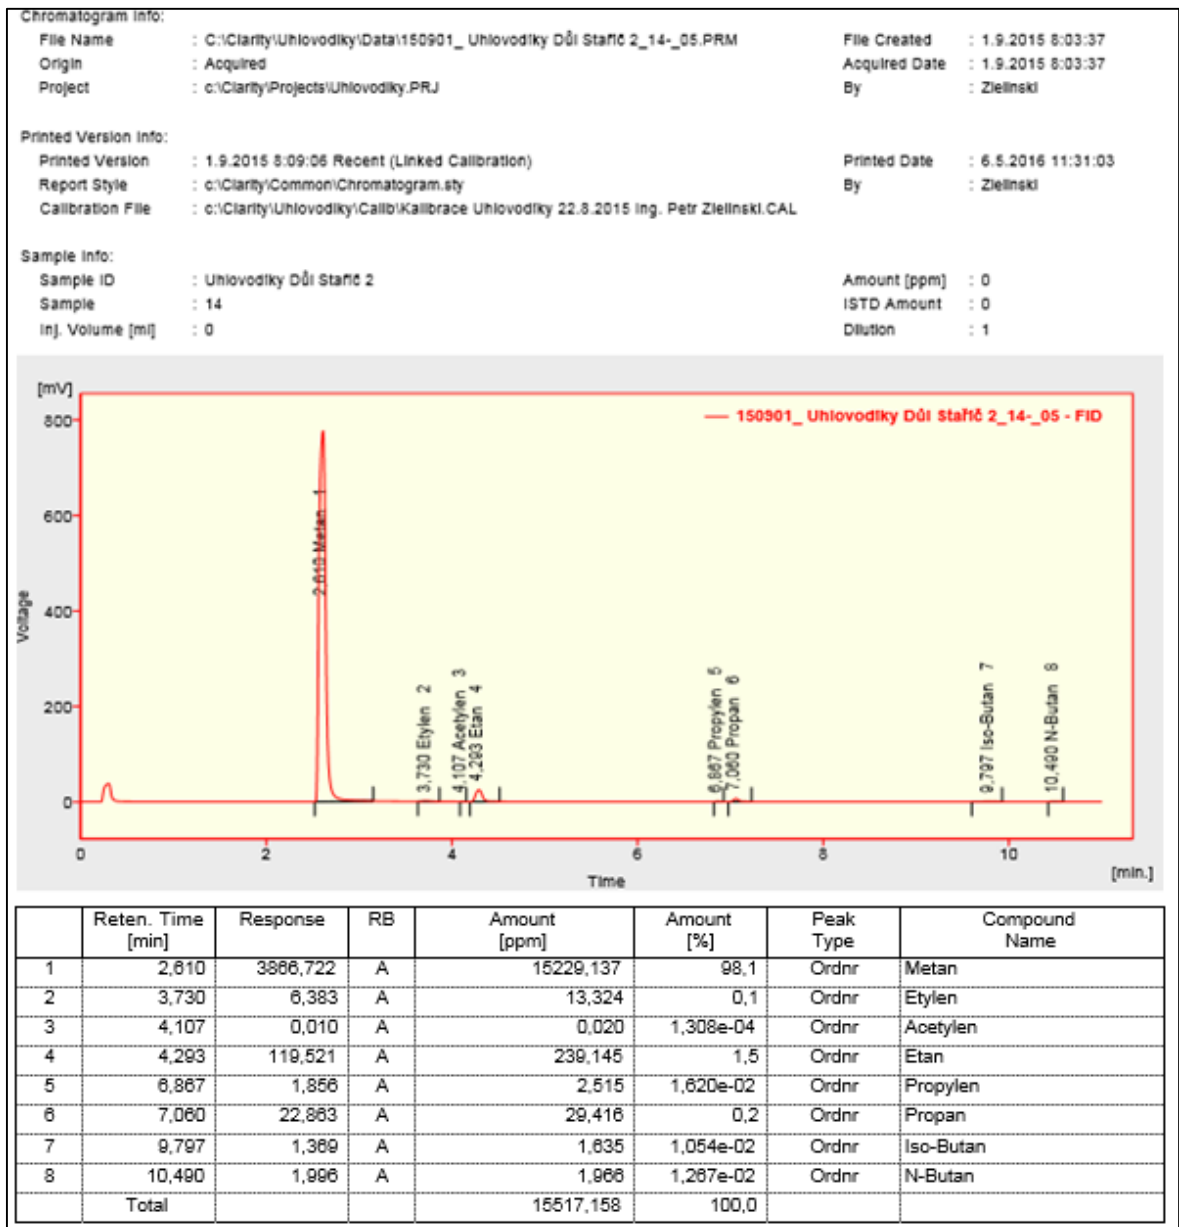 Chromatogram Info:
File Name : C:\Clarity\Uhlovodíky\Data\150901_ Uhlovodíky Důl Staříč 2_14-_05.PRM File Created : 1.9.2015 8:03:37
Origin : Acquired Acquired Date : 1.9.2015 8:03:37
Project : c:\Clarity\Projects\Uhlovodíky.PRJ By : Zielinski
Printed Version Info:
Printed Version : 1.9.2015 8:09:06 Recent (Linked Calibration) Printed Date : 6.5.2016 11:31:03
Report Style : c:\Clarity\Common\Chromatogram.sty By : Zielinski
Calibration File : c:\Clarity\Uhlovodíky\Calib\Kalibrace Uhlovodíky 22.8.2015 Ing. Petr Zielinski.CAL
Sample Info:
Sample ID : Uhlovodíky Důl Staříč 2 Amount [ppm] : 0
Sample : 14 ISTD Amount : 0
Inj. Volume [ml] : 0 Dilution : 1
[mV]
150901_ Uhlovodíky Důl Staříč 2_14-_05 - FID
800
600
400
200
0
Voltage
2,610 Metan 1
3,730 Etylen 2
4,107 Acetylen 3
4,293 Etan 4
6,867 Propylen 5
7,060 Propan 6
9,797 Iso-Butan 7
10,490 N-Butan 8
0 2 4 6 8 10
Time [min.]
Reten. Time [min] Response RB Amount [ppm] Amount [%] Peak Type Compound Name
1 2,610 3866,722 A 15229,137 98,1 Ordnr Metan
2 3,730 6,383 A 13,324 0,1 Ordnr Etylen
3 4,107 0,010 A 0,020 1,308e-04 Ordnr Acetylen
4 4,293 119,521 A 239,145 1,5 Ordnr Etan
5 6,867 1,856 A 2,515 1,620e-02 Ordnr Propylen
6 7,060 22,863 A 29,416 0,2 Ordnr Propan
7 9,797 1,369 A 1,635 1,054e-02 Ordnr Iso-Butan
8 10,490 1,996 A 1,966 1,267e-02 Ordnr N-Butan
Total 15517,158 100,0